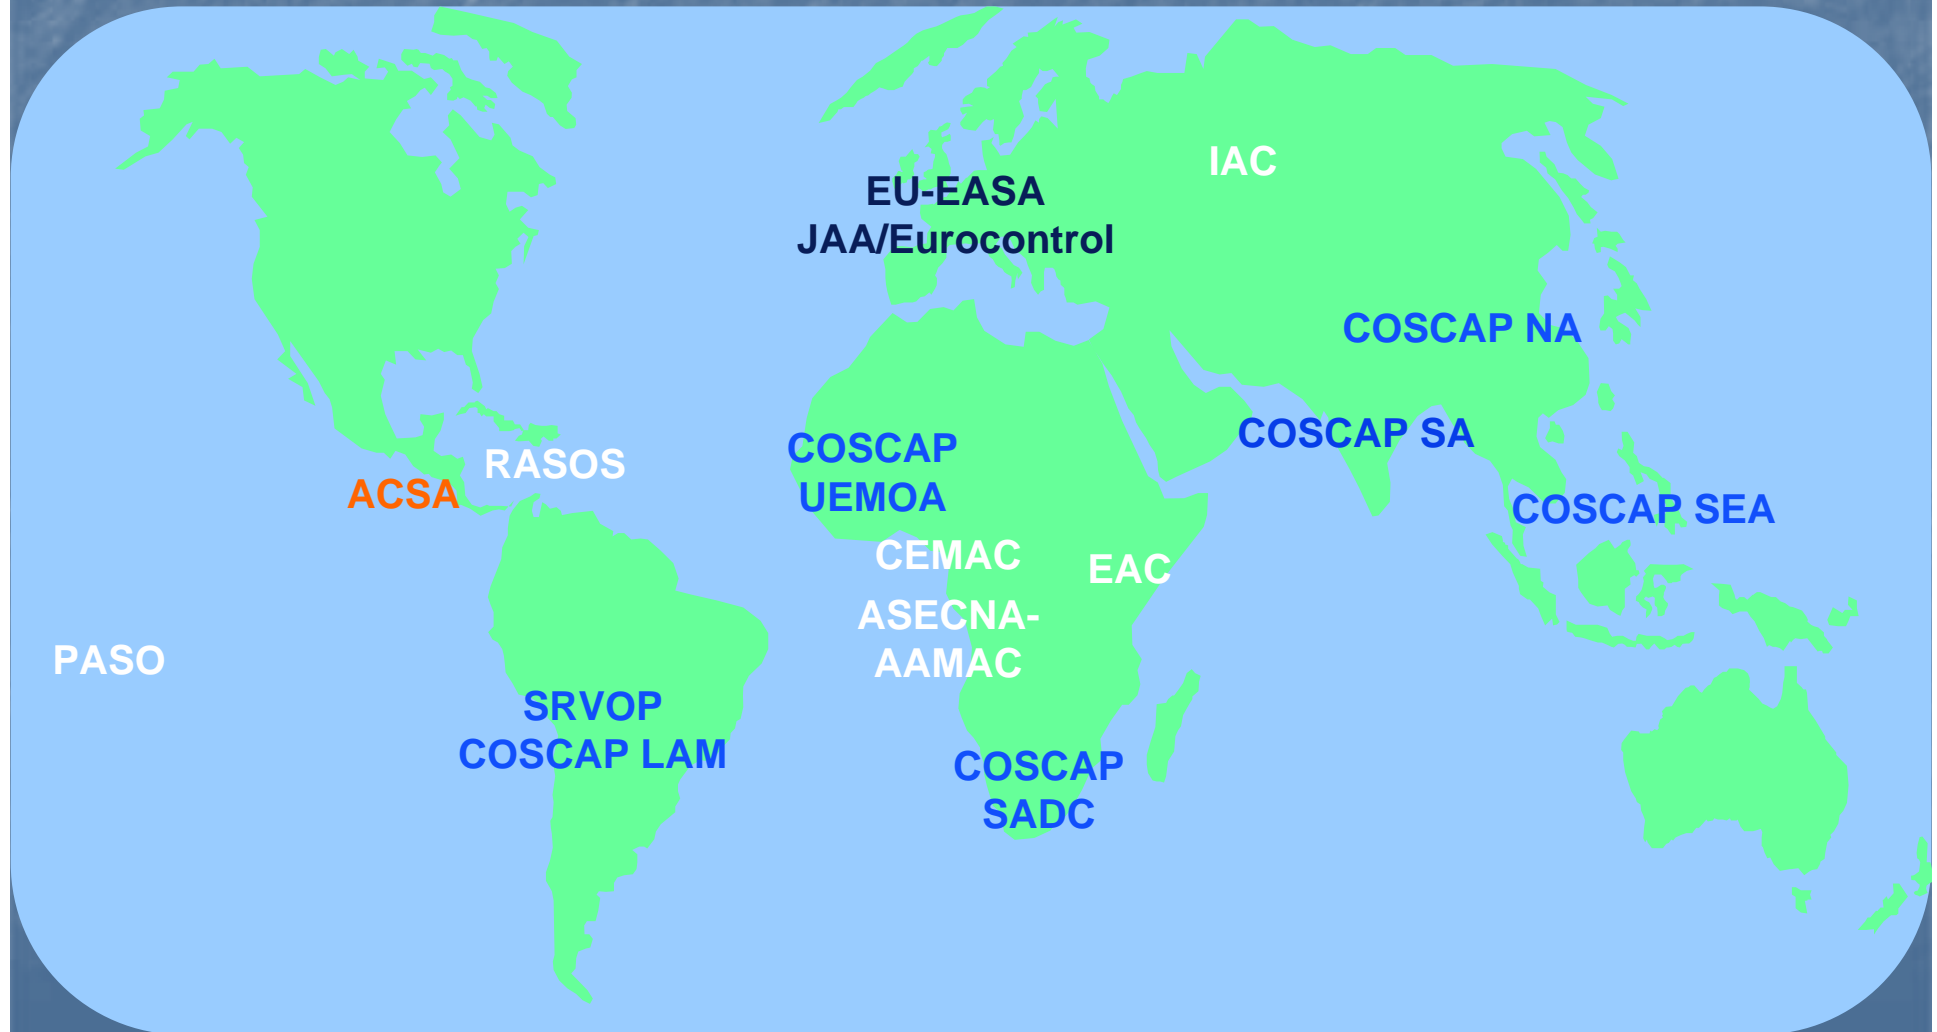 IAC
EU-EASA
JAA/Eurocontrol
COSCAP NA
COSCAP SA
COSCAP
UEMOA
RASOS
ACSA
COSCAP SEA
CEMAC
EAC
ASECNA-
AAMAC
PASO
SRVOP
COSCAP LAM
COSCAP
SADC